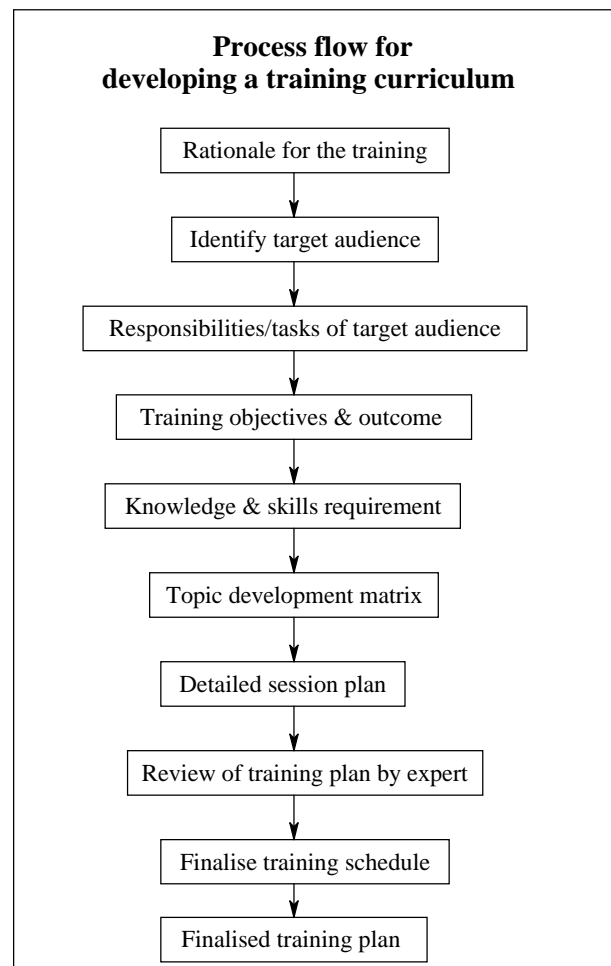 Process flow for
developing a training curriculum
Rationale for the training
Identify target audience
Responsibilities/tasks of target audience
Training objectives & outcome
Knowledge & skills requirement
Topic development matrix
Detailed session plan
Review of training plan by expert
Finalise training schedule
Finalised training plan